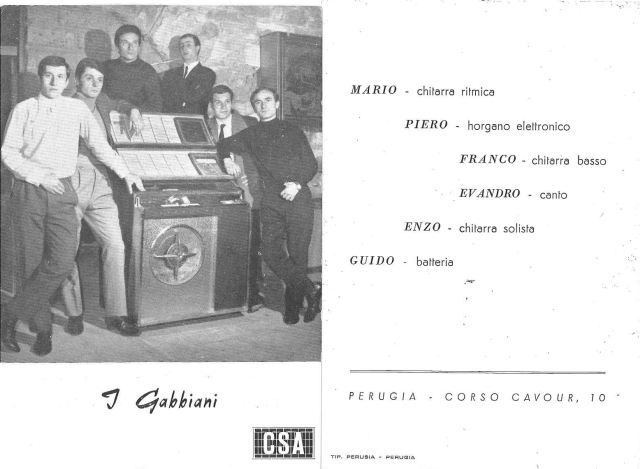 I Gabbiani
CSA
MARIO - chitarra ritmica
PIERO - horgano elettronico
FRANCO - chitarra basso
EVANDRO - canto
ENZO - chitarra solista
GUIDO - batteria
PERUGIA - CORSO CAVOUR, 10
TIP. PERUSIA - PERUGIA